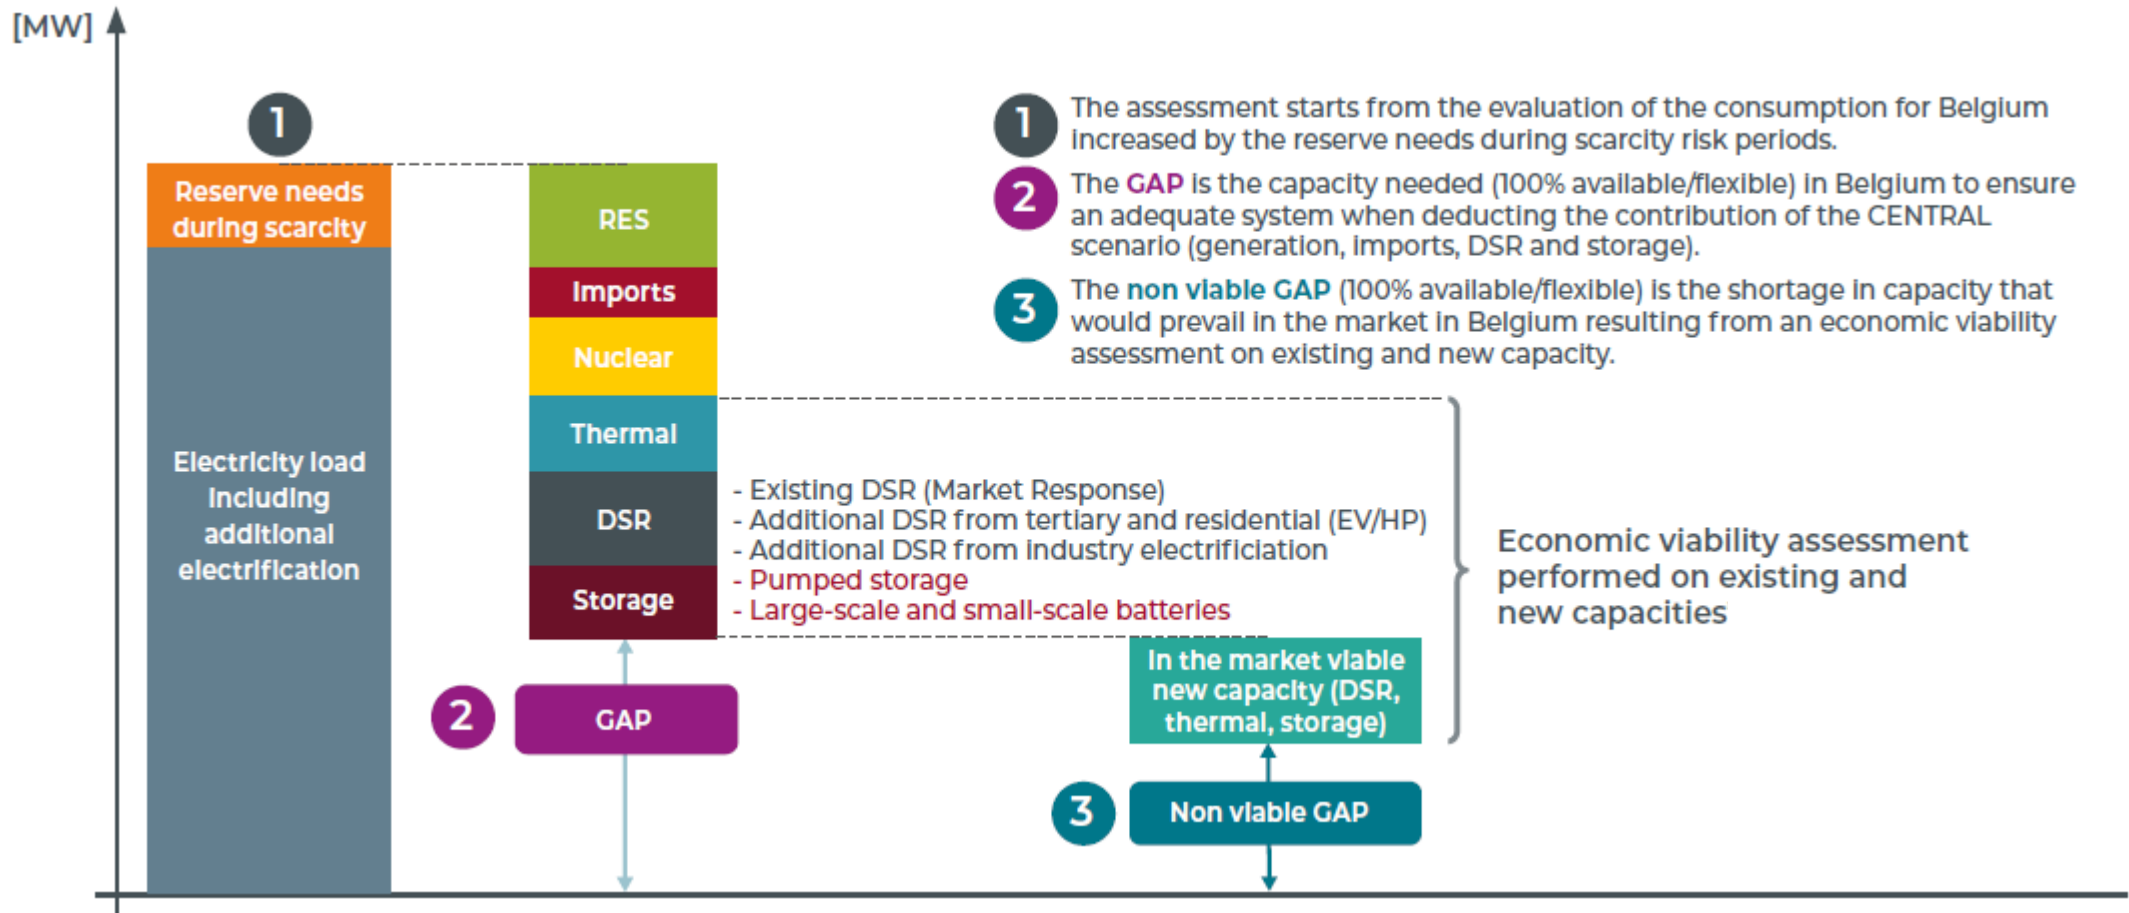 [MW]
1
Reserve needs
during scarcity
Electricity load
including
additional
electrification
RES
Imports
Nuclear
Thermal
DSR
Storage
- Existing DSR (Market Response)
- Additional DSR from tertiary and residential (EV/HP)
- Additional DSR from industry electrificiation
- Pumped storage
- Large-scale and small-scale batteries
2
GAP
1
The assessment starts from the evaluation of the consumption for Belgium
increased by the reserve needs during scarcity risk periods.
2
The GAP is the capacity needed (100% available/flexible) in Belgium to ensure
an adequate system when deducting the contribution of the CENTRAL
scenario (generation, imports, DSR and storage).
3
The non viable GAP (100% available/flexible) is the shortage in capacity that
would prevail in the market in Belgium resulting from an economic viability
assessment on existing and new capacity.
Economic viability assessment
performed on existing and
new capacities
In the market viable
new capacity (DSR,
thermal, storage)
3
Non viable GAP